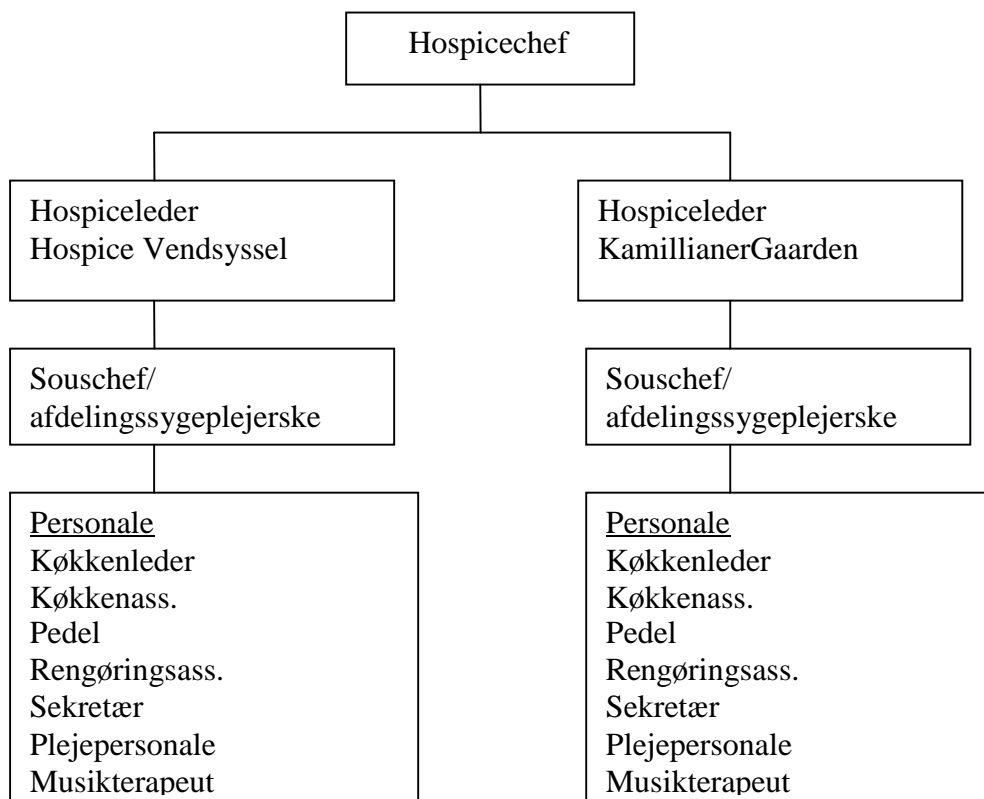 Hospicechef
Hospiceleder
Hospice Vendsyssel
Hospiceleder
KamillianerGaarden
Souschef/
afdelingssygeplejerske
Souschef/
afdelingssygeplejerske
Personale
Køkkenleder
Køkkenass.
Pedel
Rengøringsass.
Sekretær
Plejepersonale
Musikterapeut
Personale
Køkkenleder
Køkkenass.
Pedel
Rengøringsass.
Sekretær
Plejepersonale
Musikterapeut